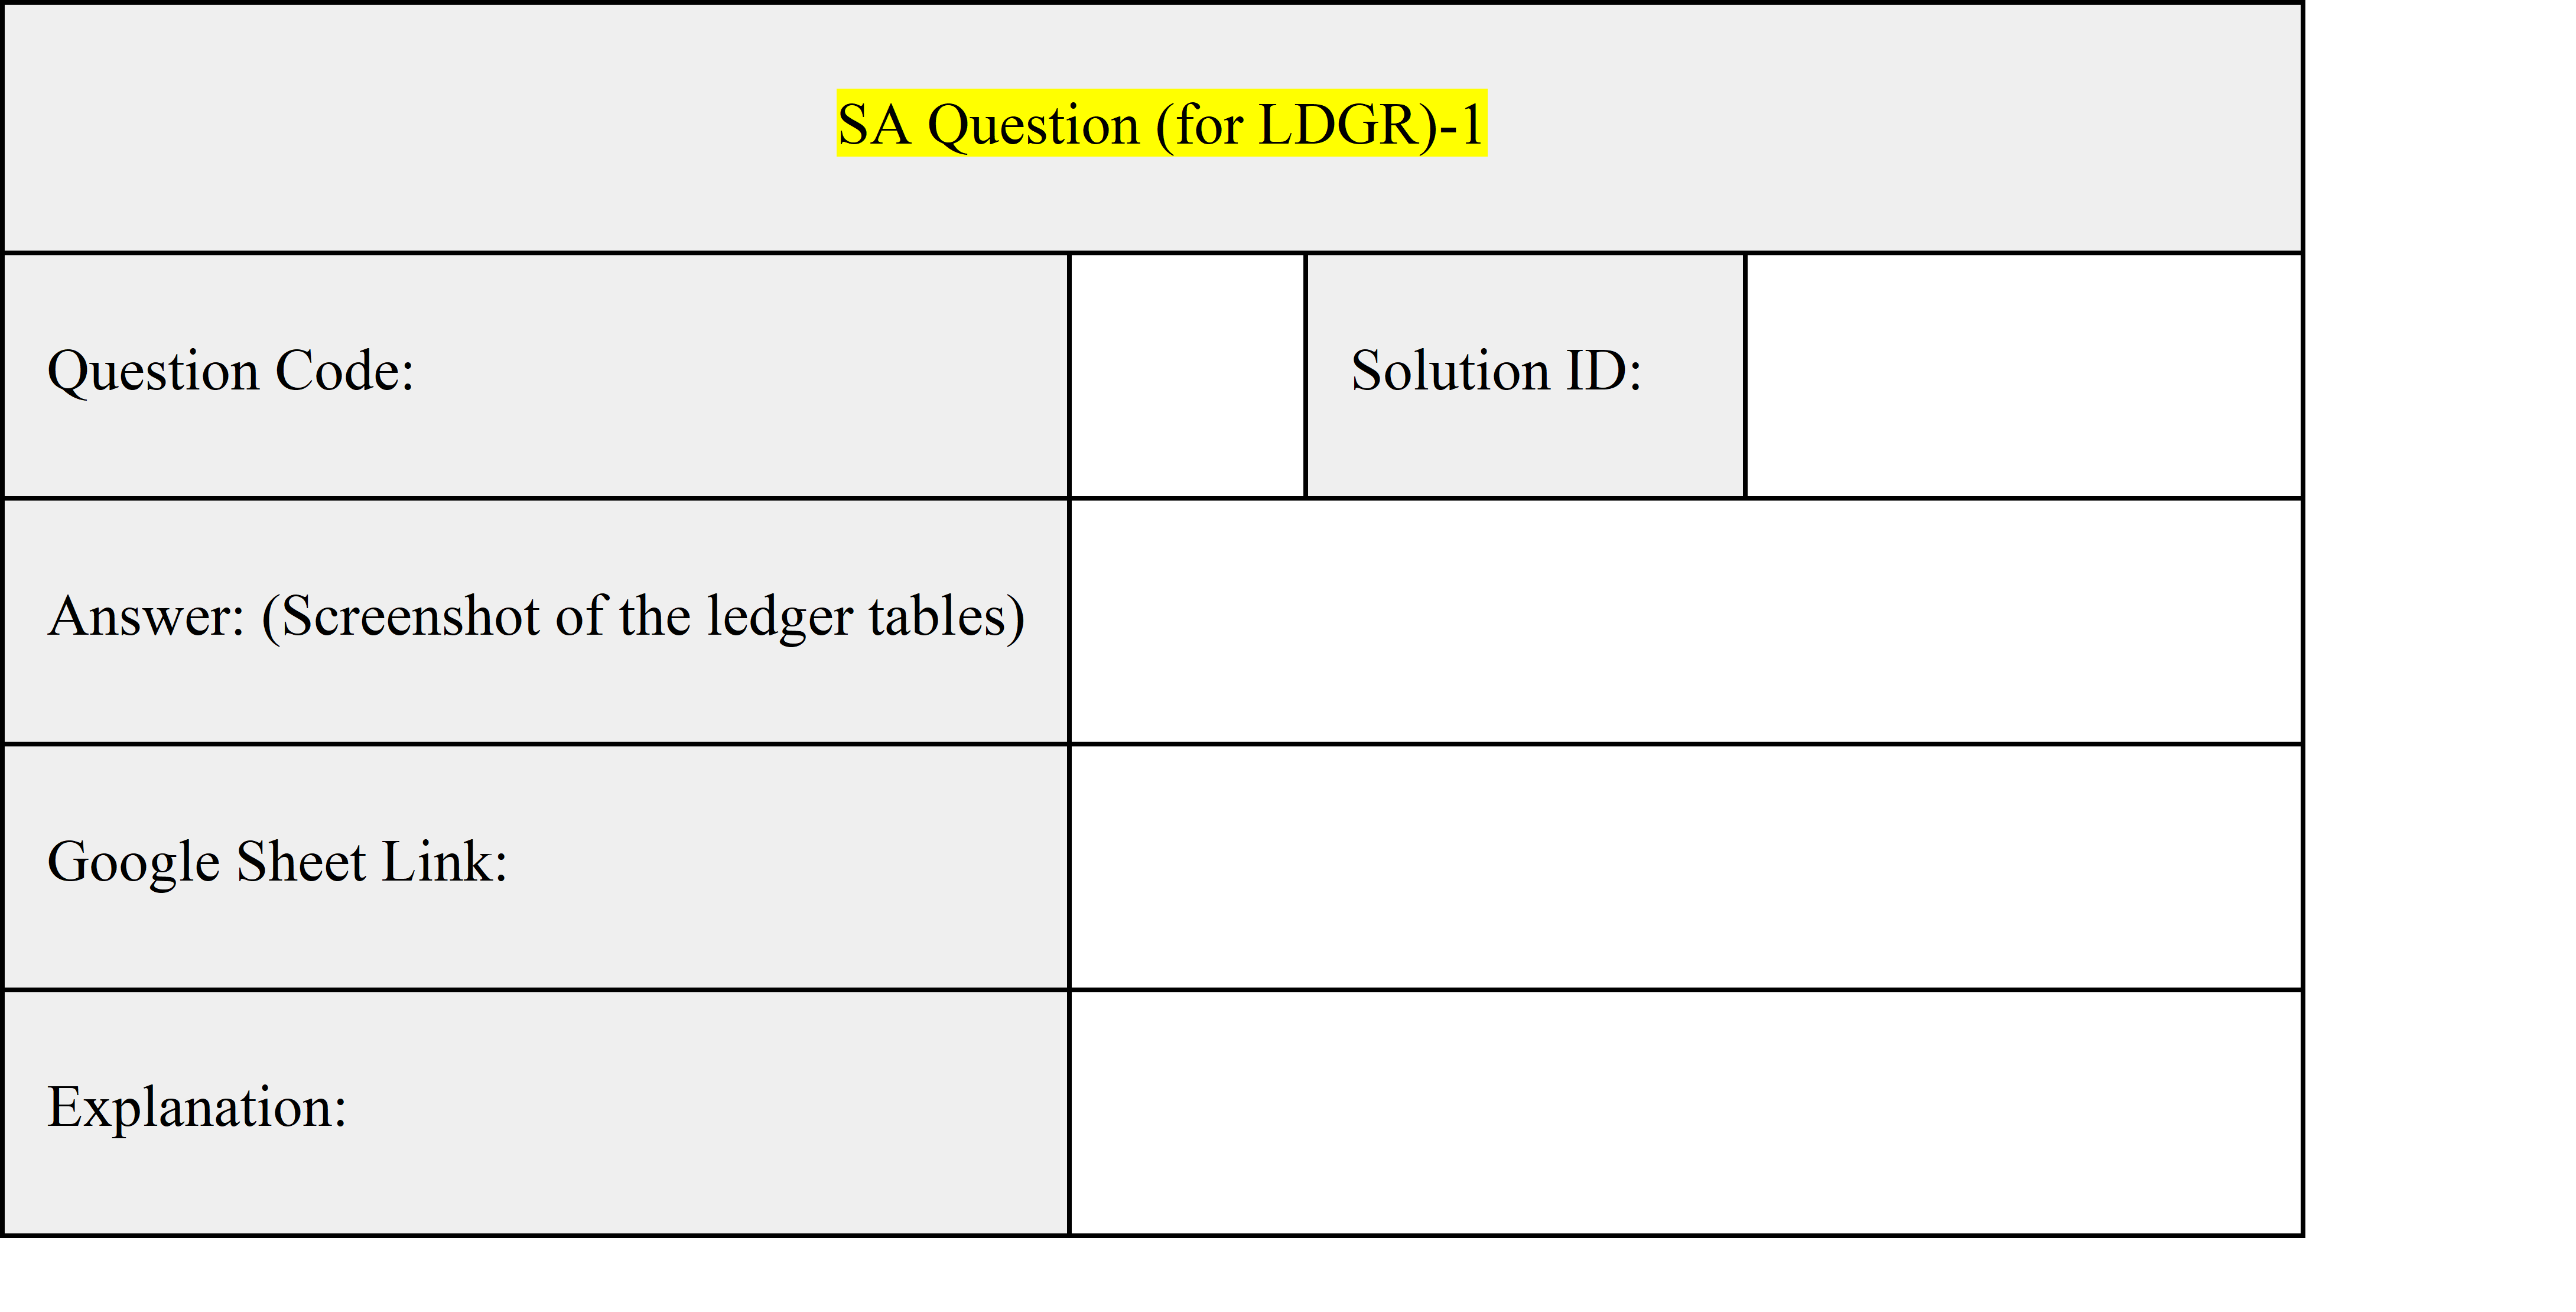 SA Question (for LDGR)-1
Question Code:
Solution ID:
Answer: (Screenshot of the ledger tables)
Google Sheet Link:
Explanation: